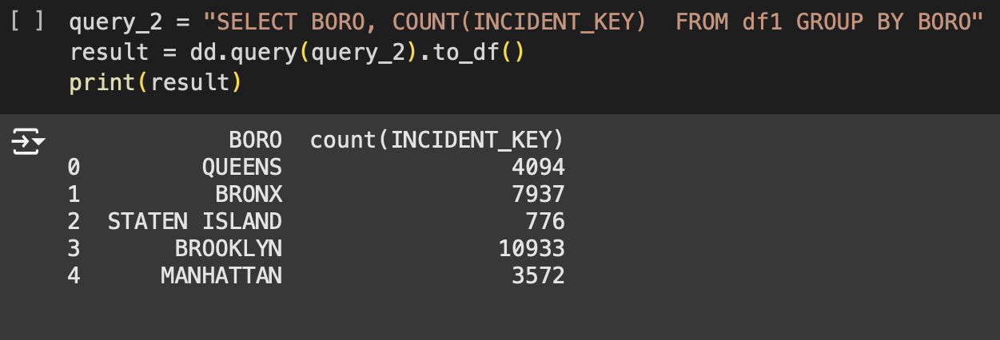 [ ] query_2 = "SELECT BORO, COUNT(INCIDENT_KEY)  FROM df1 GROUP BY BORO"
result = dd.query(query_2).to_df()
print(result)
BORO  count(INCIDENT_KEY)
0         QUEENS                 4094
1          BRONX                 7937
2  STATEN ISLAND                  776
3       BROOKLYN                10933
4      MANHATTAN                 3572